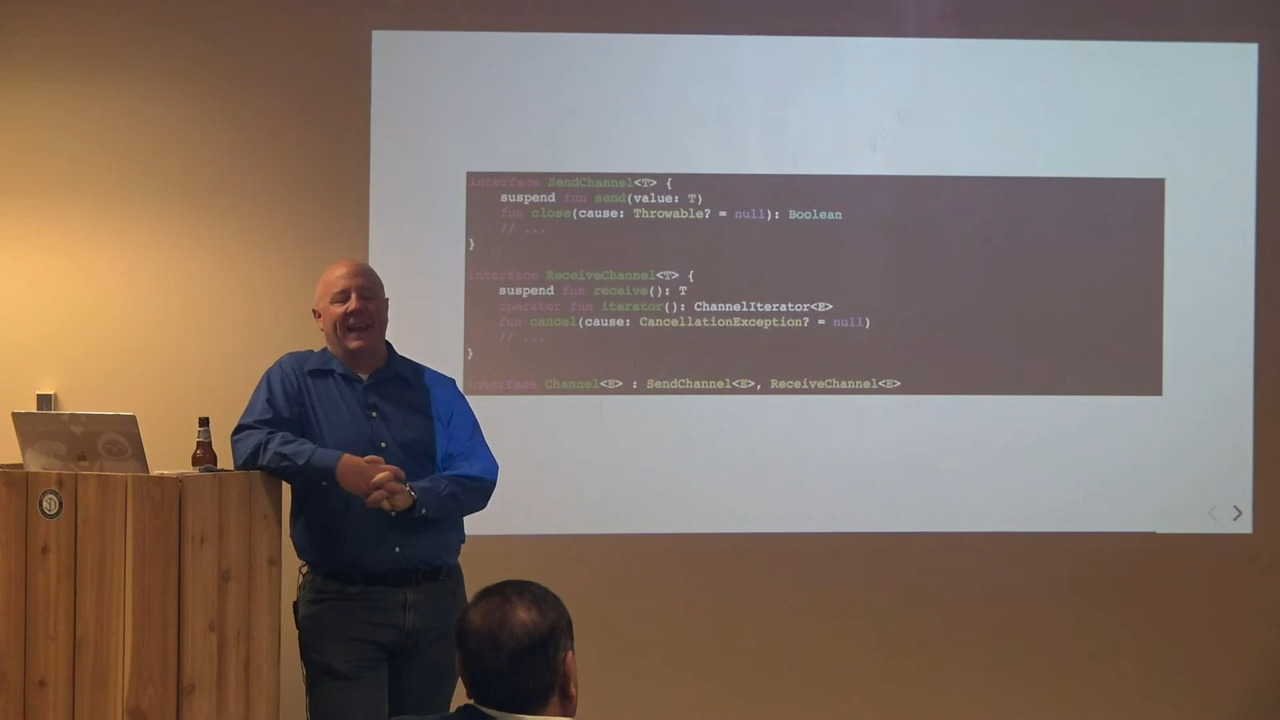 interface SendChannel<T> {
suspend fun send(value: T)
fun close(cause: Throwable? = null): Boolean
// ...
}
interface ReceiveChannel<T> {
suspend fun receive(): T
operator fun iterator(): ChannelIterator<E>
fun cancel(cause: CancellationException? = null)
// ...
}
interface Channel<E> : SendChannel<E>, ReceiveChannel<E>